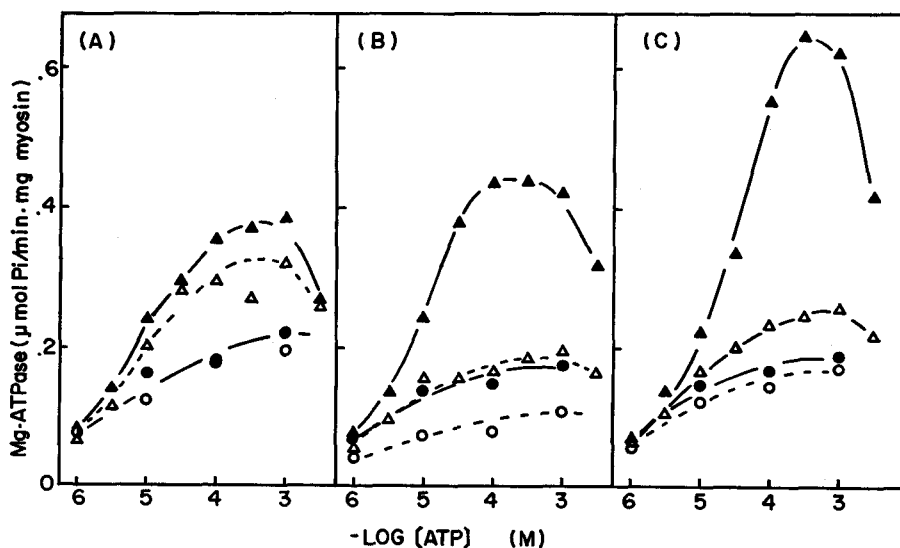 (A)
(B)
(C)
Mg-ATPase (μmol Pi/min·mg myosin)
.6
.4
.2
0
6 5 4 3
6 5 4 3
6 5 4 3
-LOG [ATP] (M)